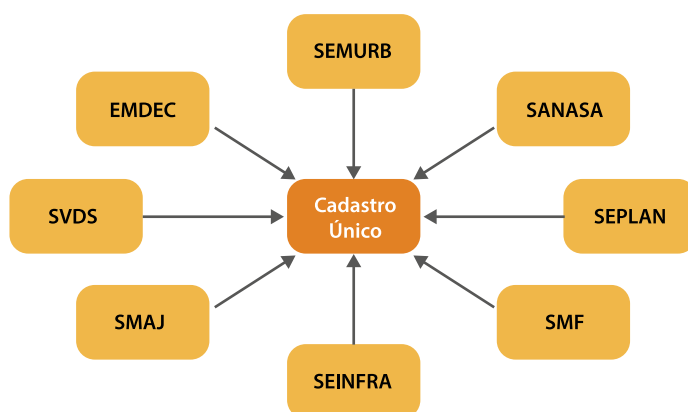 SEMURB
EMDEC
SANASA
SVDS
Cadastro
Único
SEPLAN
SMAJ
SMF
SEINFRA